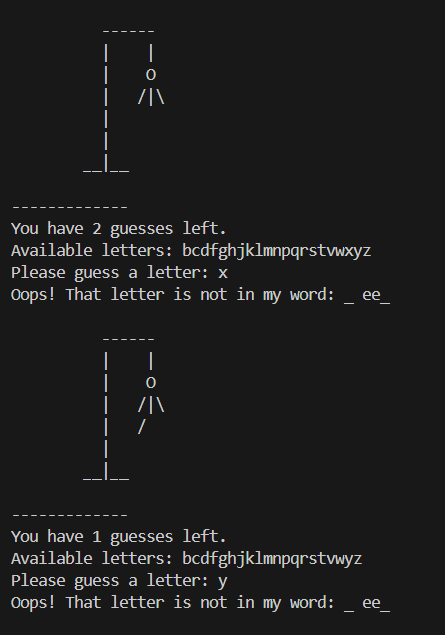 ------
|    |
|    O
|   /|\
|
|
__|__
-------------
You have 2 guesses left.
Available letters: bcdfghjklmnpqrstvwxyz
Please guess a letter: x
Oops! That letter is not in my word: _ ee_
------
|    |
|    O
|   /|\
|   /
|
__|__
-------------
You have 1 guesses left.
Available letters: bcdfghjklmnpqrstvwyz
Please guess a letter: y
Oops! That letter is not in my word: _ ee_